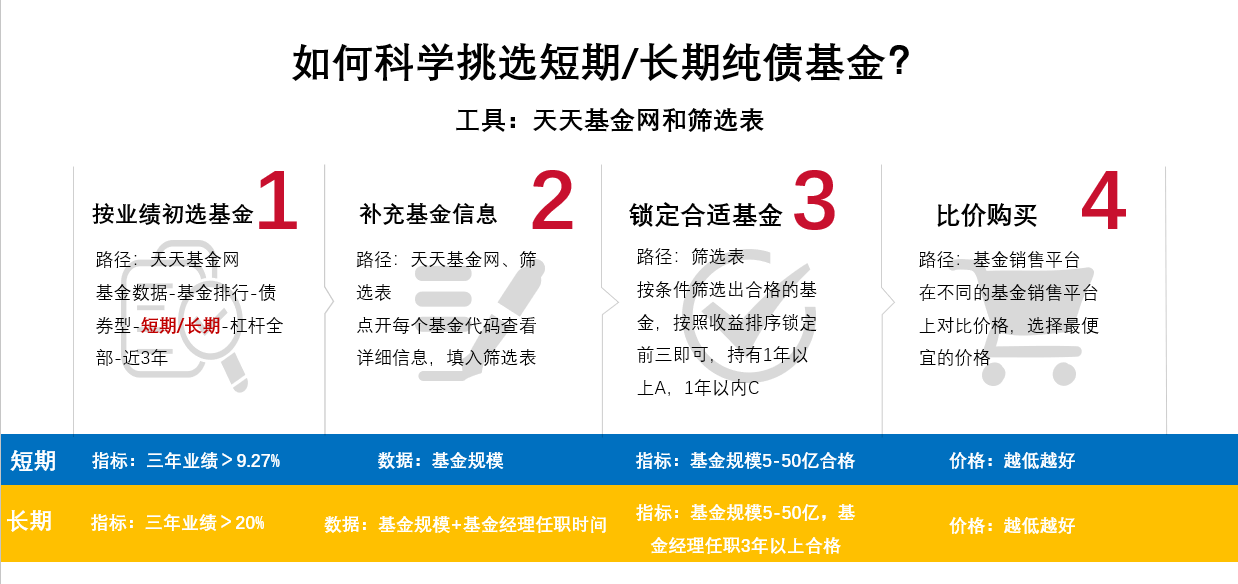 如何科学挑选短期/长期纯债基金？
工具：天天基金网和筛选表
按业绩初选基金 1
路径：天天基金网
基金数据-基金排行-债
券型-短期/长期-杠杆全
部-近3年
补充基金信息 2
路径：天天基金网、筛
选表
点开每个基金代码查看
详细信息，填入筛选表
锁定合适基金 3
路径：筛选表
按条件筛选出合格的基
金，按照收益排序锁定
前三即可，持有1年以
上A，1年以内C
比价购买 4
路径：基金销售平台
在不同的基金销售平台
上对比价格，选择最便
宜的价格
短期
指标：三年业绩＞9.27%
数据：基金规模
指标：基金规模5-50亿合格
价格：越低越好
长期
指标：三年业绩＞20%
数据：基金规模+基金经理任职时间
指标：基金规模5-50亿，基
金经理任职3年以上合格
价格：越低越好